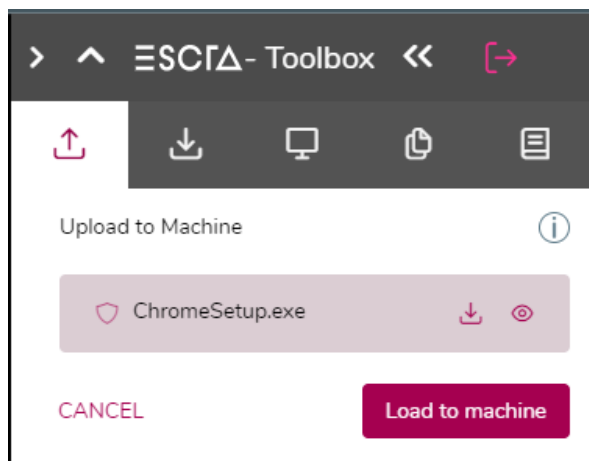 ΞSCΓΔ- Toolbox
Upload to Machine
ChromeSetup.exe
CANCEL
Load to machine